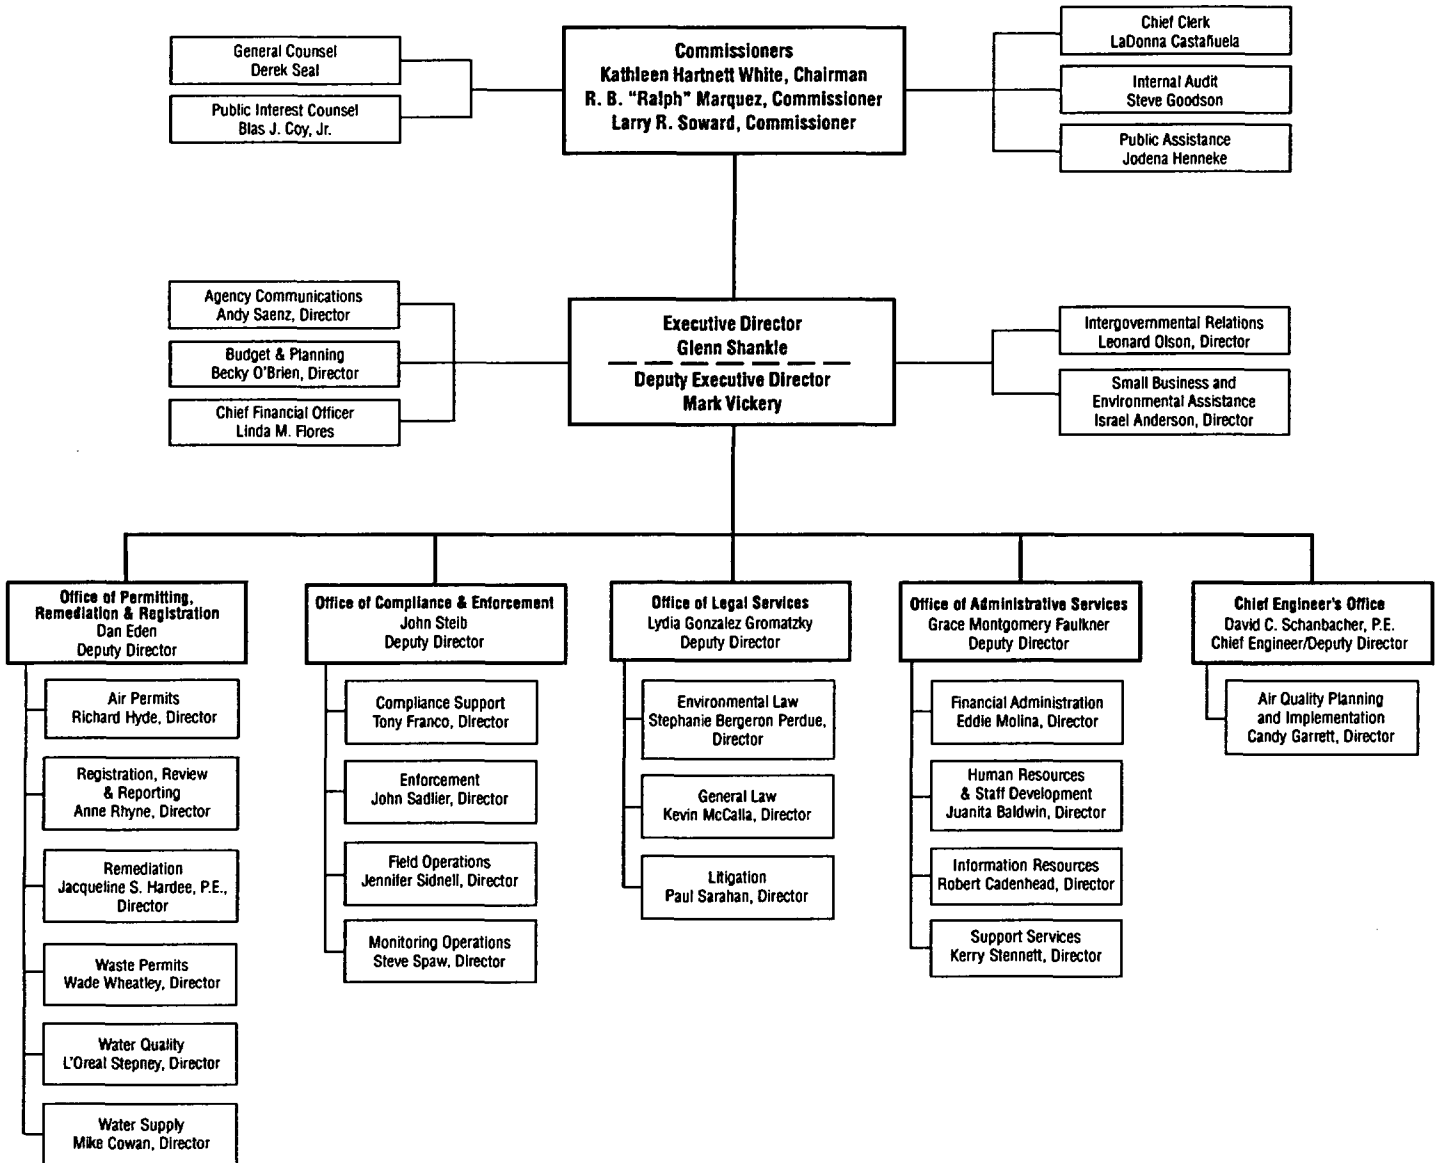 General Counsel
Derek Seal
Public Interest Counsel
Blas J. Coy, Jr.
Commissioners
Kathleen Hartnett White, Chairman
R. B. "Ralph" Marquez, Commissioner
Larry R. Soward, Commissioner
Chief Clerk
LaDonna Castañuela
Internal Audit
Steve Goodson
Public Assistance
Jodena Henneke
Agency Communications
Andy Saenz, Director
Budget & Planning
Becky O'Brien, Director
Chief Financial Officer
Linda M. Flores
Executive Director
Glenn Shankle
Deputy Executive Director
Mark Vickery
Intergovernmental Relations
Leonard Olson, Director
Small Business and
Environmental Assistance
Israel Anderson, Director
Office of Permitting,
Remediation & Registration
Dan Eden
Deputy Director
Air Permits
Richard Hyde, Director
Registration, Review
& Reporting
Anne Rhyne, Director
Remediation
Jacqueline S. Hardee, P.E.,
Director
Waste Permits
Wade Wheatley, Director
Water Quality
L'Oreal Stepney, Director
Water Supply
Mike Cowan, Director
Office of Compliance & Enforcement
John Steib
Deputy Director
Compliance Support
Tony Franco, Director
Enforcement
John Sadlier, Director
Field Operations
Jennifer Sidnell, Director
Monitoring Operations
Steve Spaw, Director
Office of Legal Services
Lydia Gonzalez Gromatzky
Deputy Director
Environmental Law
Stephanie Bergeron Perdue,
Director
General Law
Kevin McCalla, Director
Litigation
Paul Sarahan, Director
Office of Administrative Services
Grace Montgomery Faulkner
Deputy Director
Financial Administration
Eddie Molina, Director
Human Resources
& Staff Development
Juanita Baldwin, Director
Information Resources
Robert Cadenhead, Director
Support Services
Kerry Stennett, Director
Chief Engineer's Office
David C. Schanbacher, P.E.
Chief Engineer/Deputy Director
Air Quality Planning
and Implementation
Candy Garrett, Director